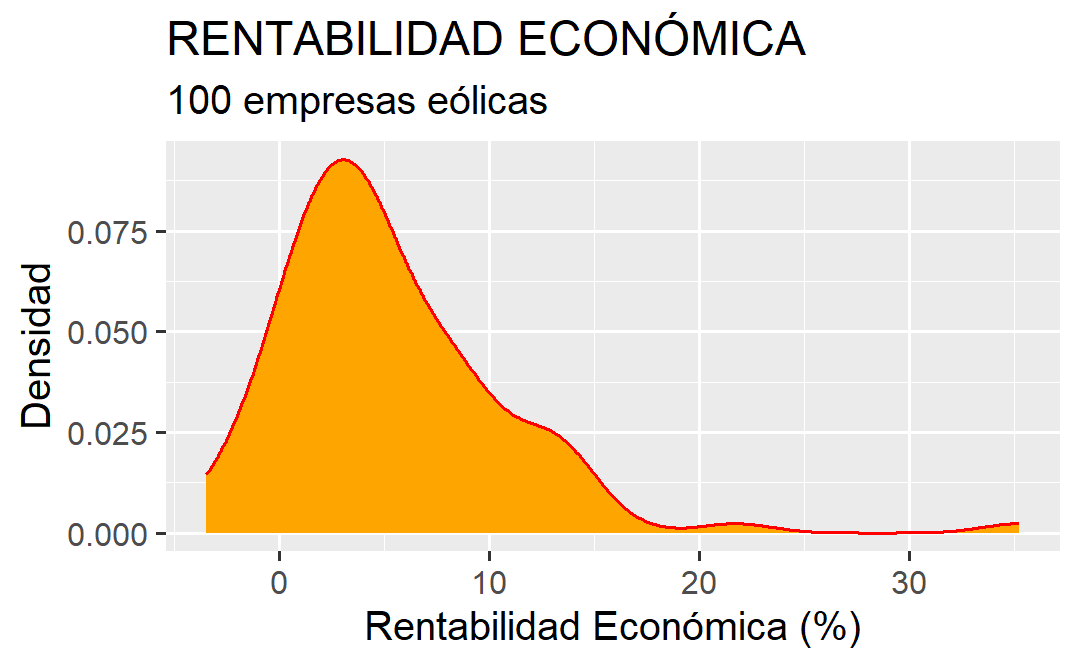 RENTABILIDAD ECONÓMICA
100 empresas eólicas
Densidad
0.075
0.050
0.025
0.000
0 10 20 30
Rentabilidad Económica (%)